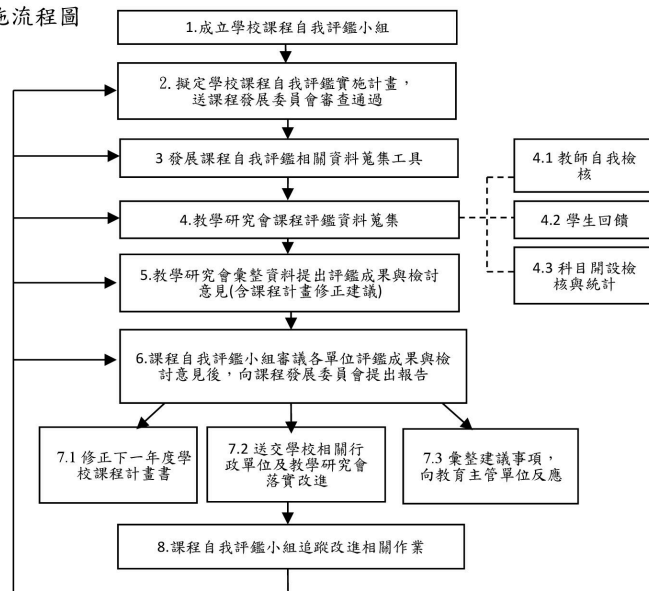 施流程圖
1.成立學校課程自我評鑑小組
2.擬定學校課程自我評鑑實施計畫，
送課程發展委員會審查通過
3 發展課程自我評鑑相關資料蒐集工具
4.教學研究會課程評鑑資料蒐集
4.1 教師自我檢
核
4.2 學生回饋
4.3 科目開設檢
核與統計
5.教學研究會彙整資料提出評鑑成果與檢討
意見(含課程計畫修正建議)
6.課程自我評鑑小組審議各單位評鑑成果與檢
討意見後，向課程發展委員會提出報告
7.1 修正下一年度學
校課程計畫書
7.2 送交學校相關行
政單位及教學研究會
落實改進
7.3 彙整建議事項，
向教育主管單位反應
8.課程自我評鑑小組追蹤改進相關作業